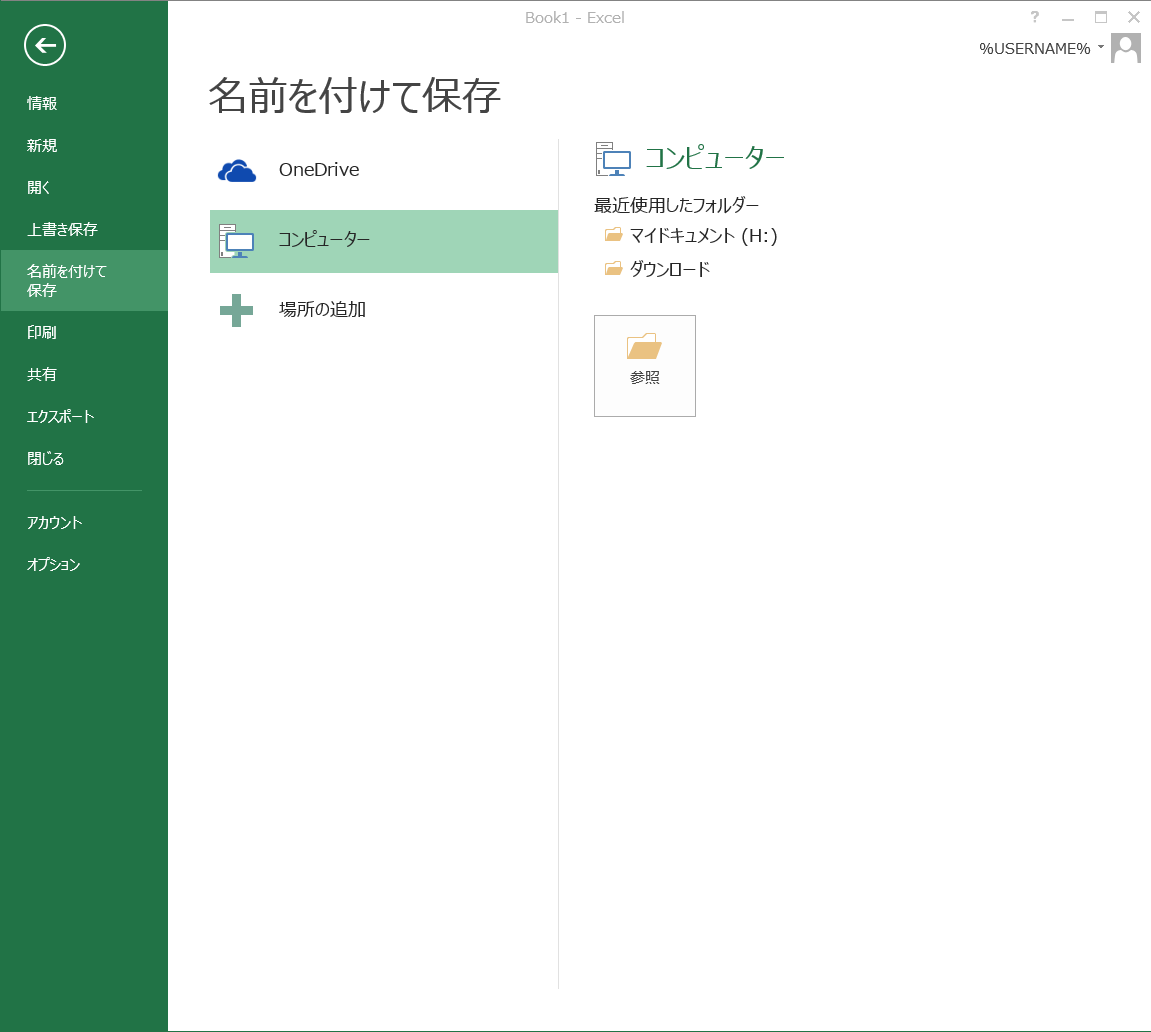 Book1 - Excel
?
%USERNAME%
情報
新規
開く
上書き保存
名前を付けて
保存
印刷
共有
エクスポート
閉じる
アカウント
オプション
名前を付けて保存
OneDrive
コンピューター
場所の追加
コンピューター
最近使用したフォルダー
マイドキュメント (H:)
ダウンロード
参照